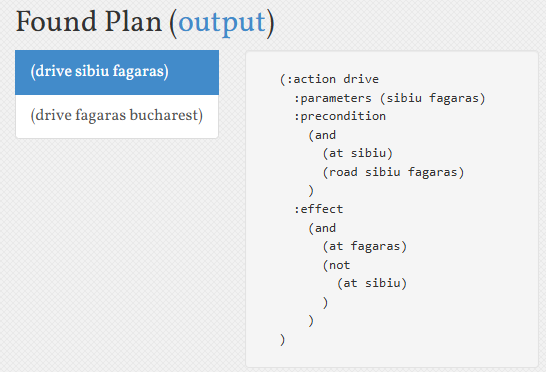 Found Plan (output)
(drive sibiu fagaras)
(drive fagaras bucharest)
(:action drive
  :parameters (sibiu fagaras)
  :precondition
    (and
      (at sibiu)
      (road sibiu fagaras)
    )
  :effect
    (and
      (at fagaras)
      (not
        (at sibiu)
      )
    )
)